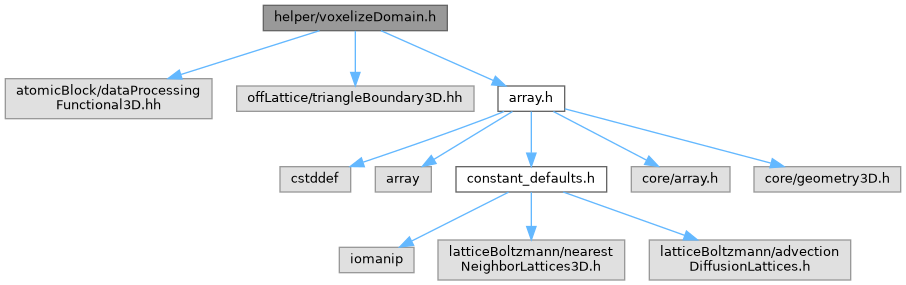 helper/voxelizeDomain.h
atomicBlock/dataProcessing
Functional3D.hh
offLattice/triangleBoundary3D.hh
array.h
cstddef
array
constant_defaults.h
core/array.h
core/geometry3D.h
iomanip
latticeBoltzmann/nearest
NeighborLattices3D.h
latticeBoltzmann/advection
DiffusionLattices.h